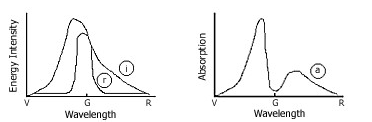 Energy Intensity
i
r
V G R
Wavelength
Absorption
a
V G R
Wavelength